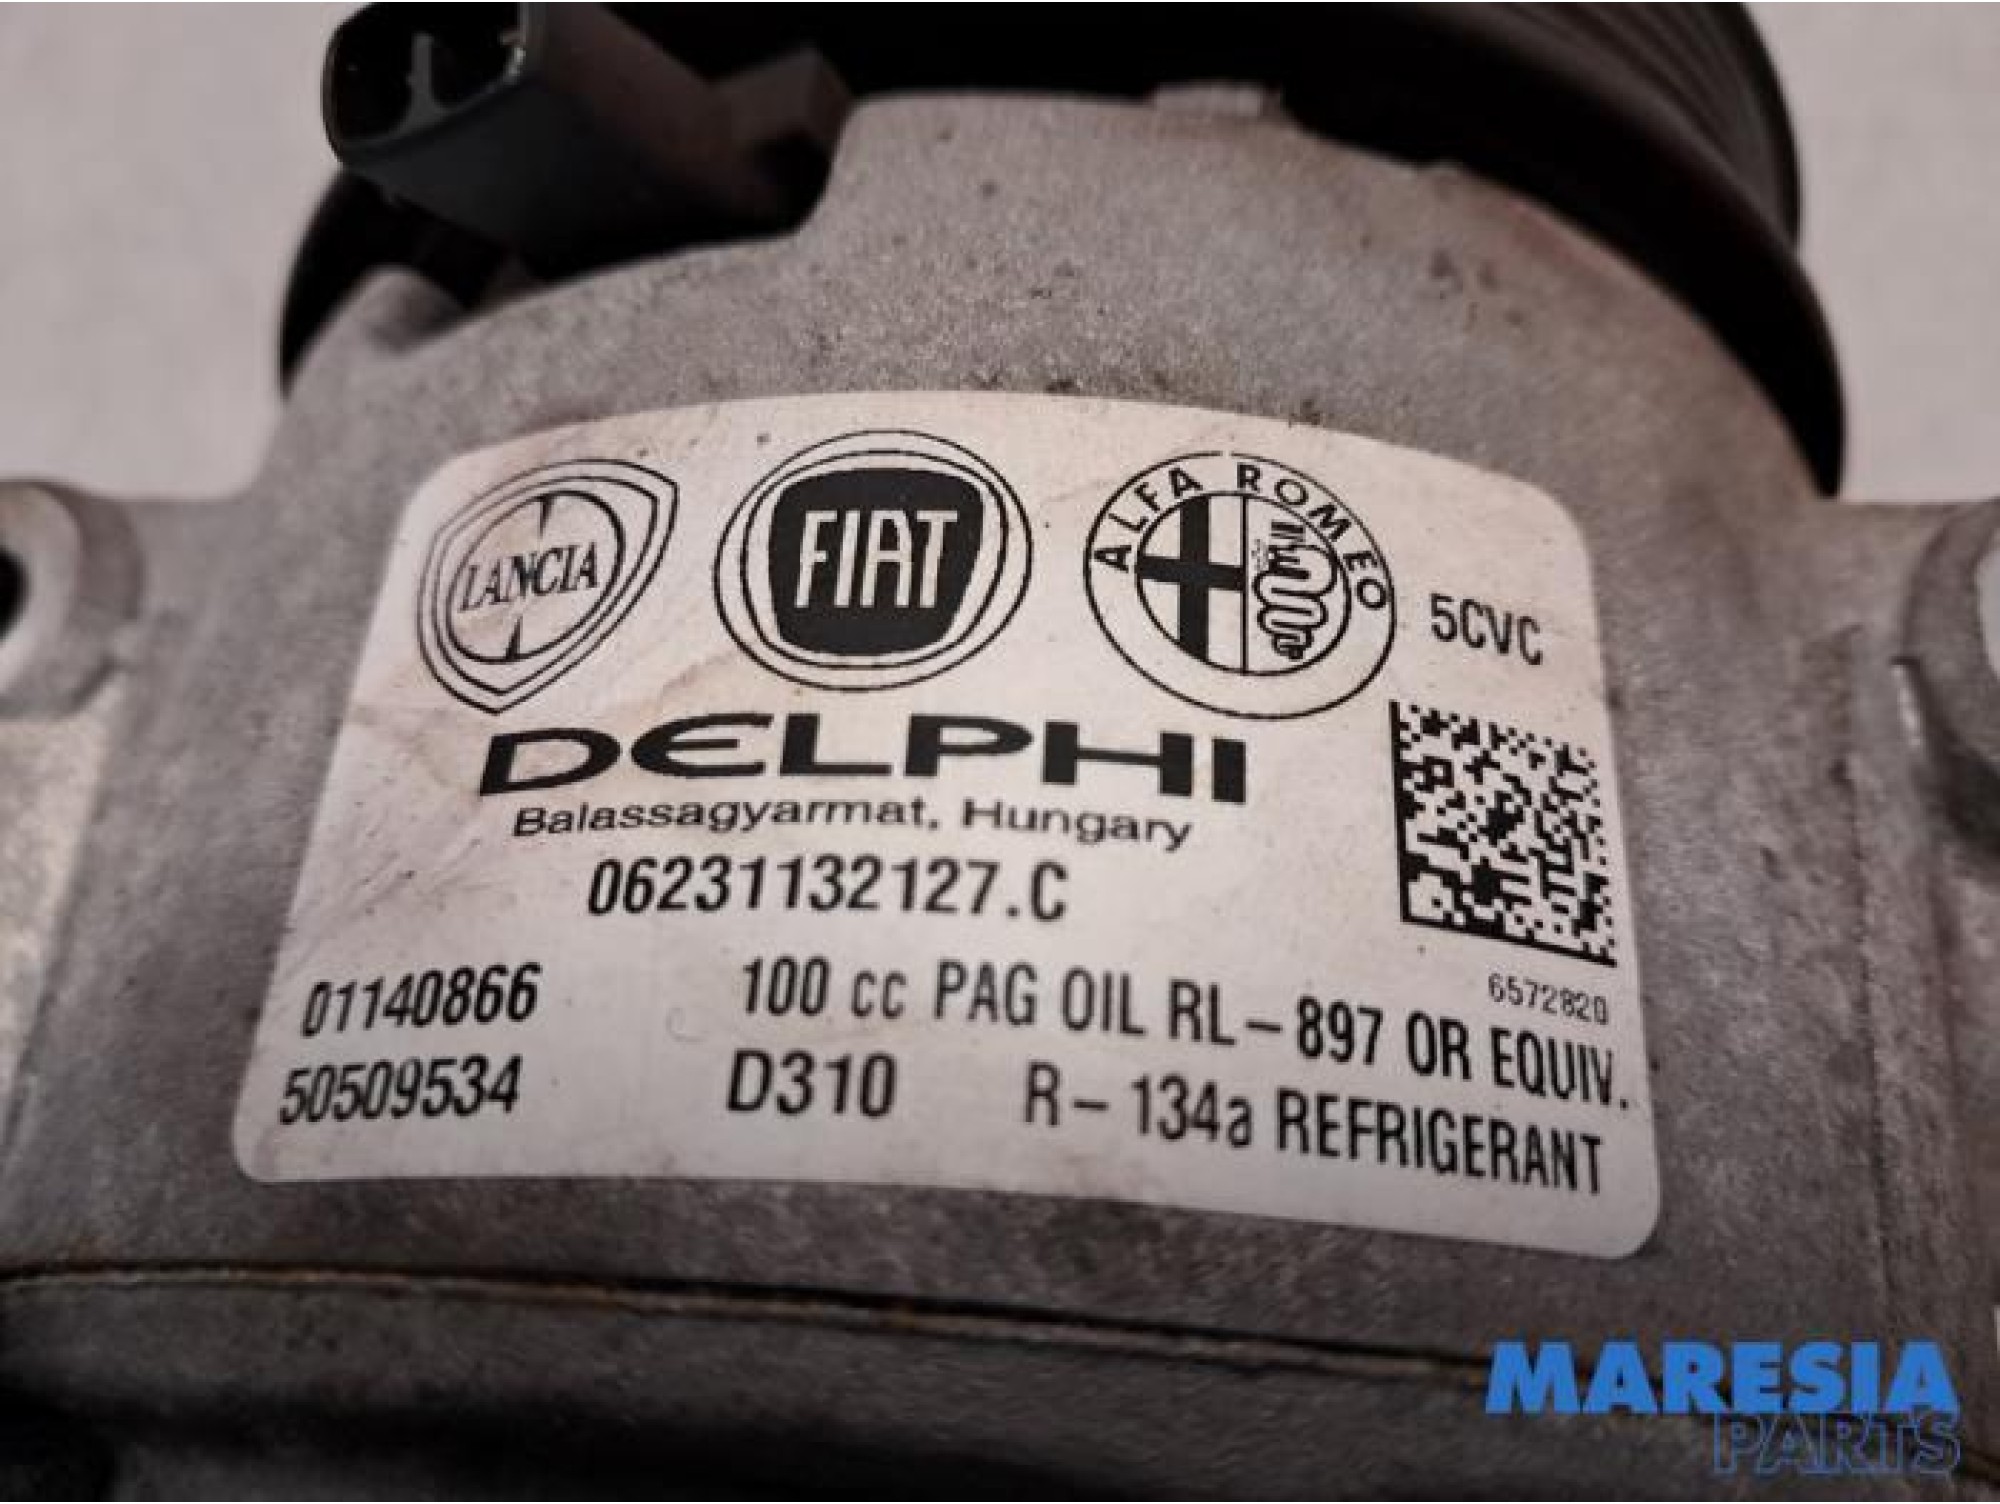 LANCIA
FIAT
ALFA ROMEO
5CVC
DELPHI
Balassagyarmat, Hungary
06231132127.C
6572820
01140866
100 cc PAG OIL RL-897 OR EQUIV.
50509534
D310
R-134a REFRIGERANT
MARESIA
PARTS